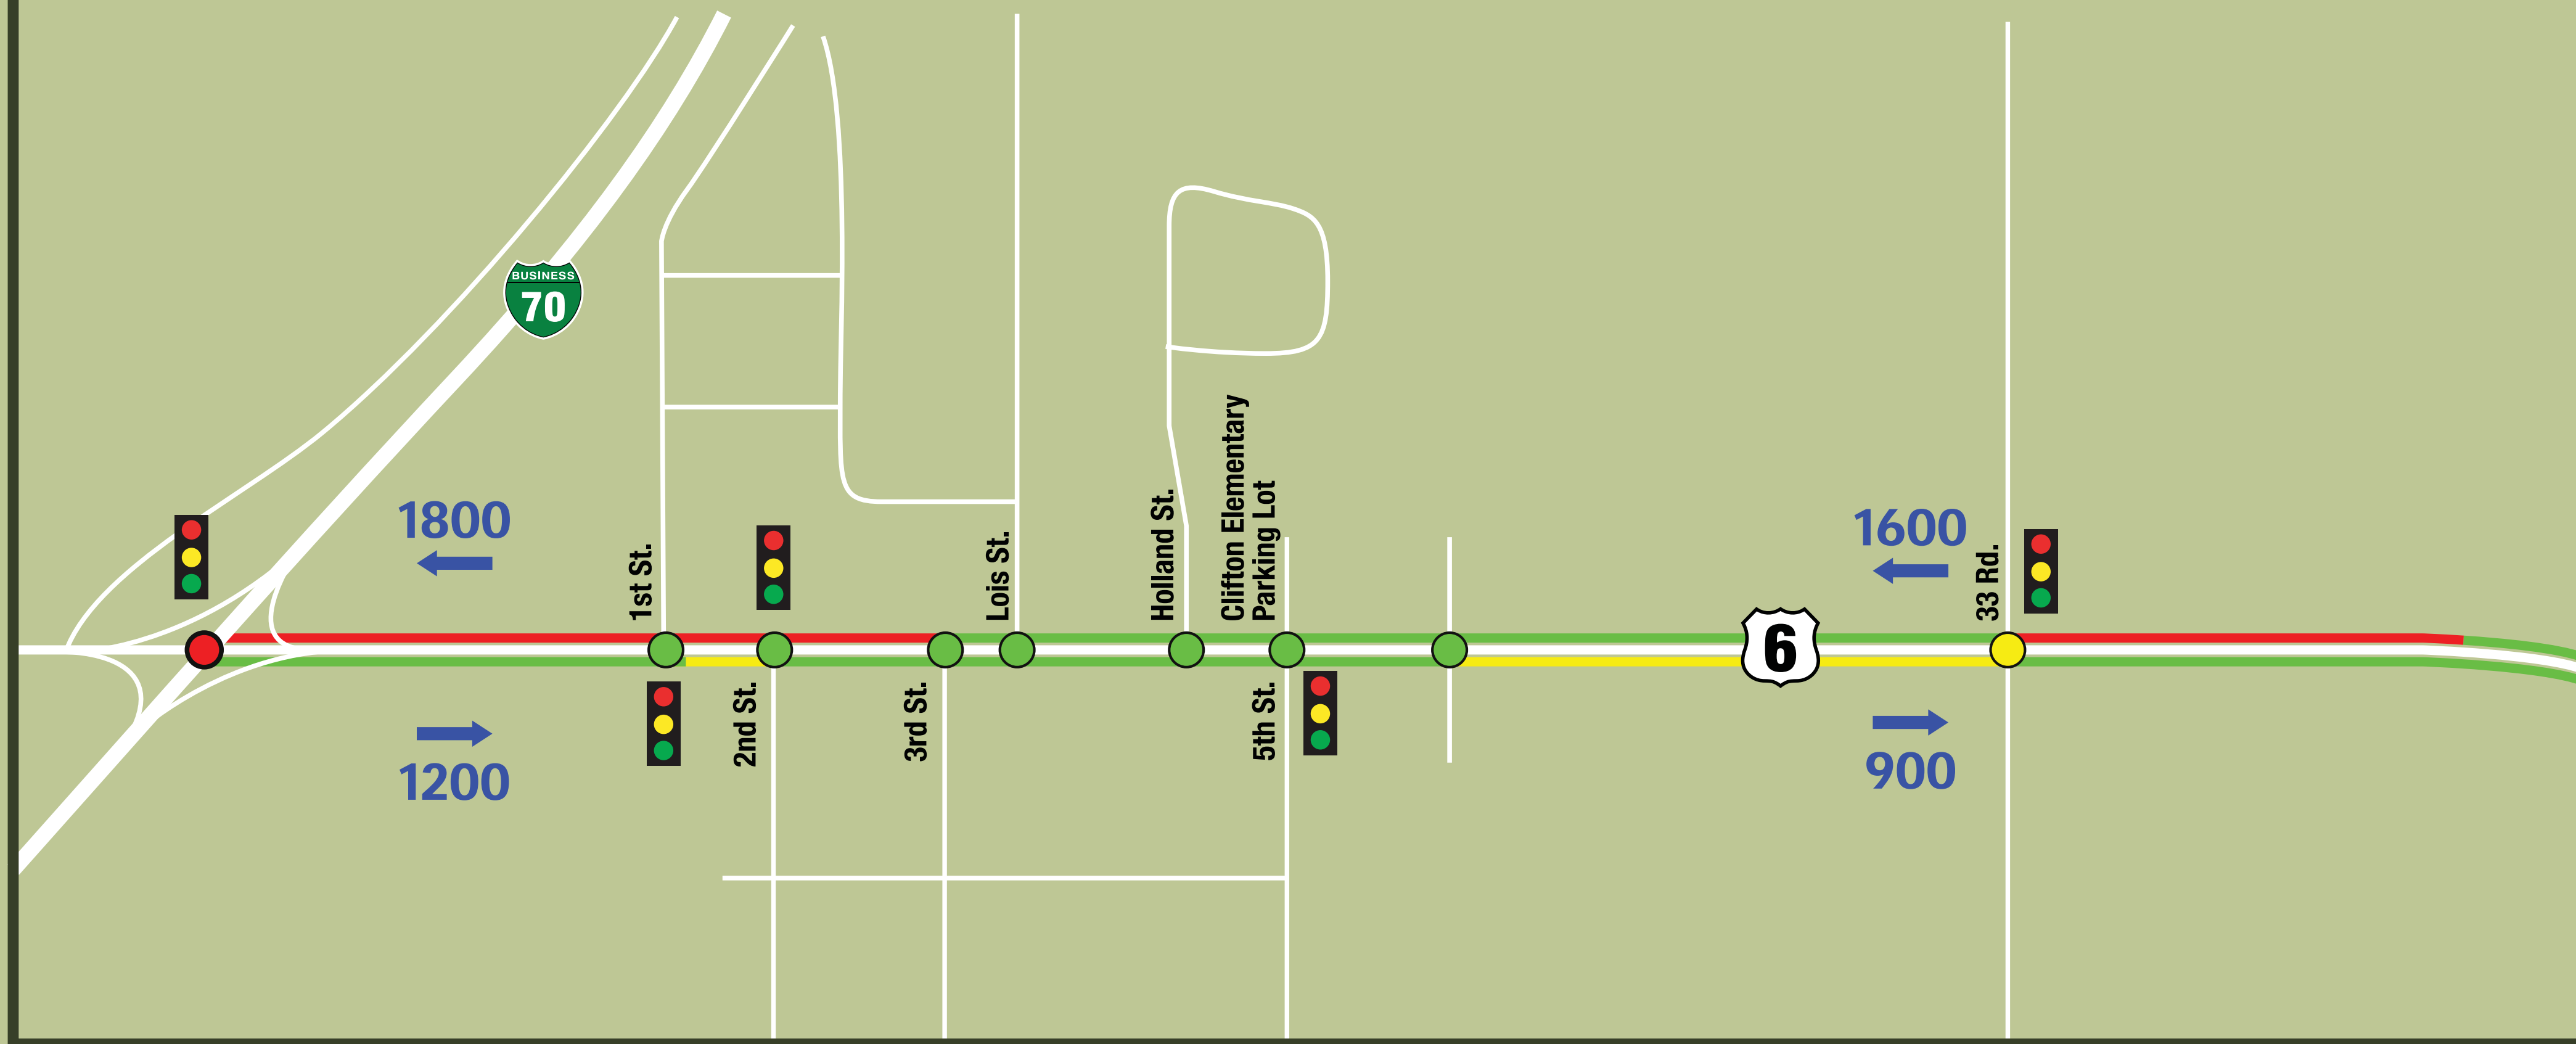 BUSINESS
70
1800
1st St.
Lois St.
Holland St.
Clifton Elementary
Parking Lot
1600
33 Rd.
6
1200
2nd St.
3rd St.
5th St.
900